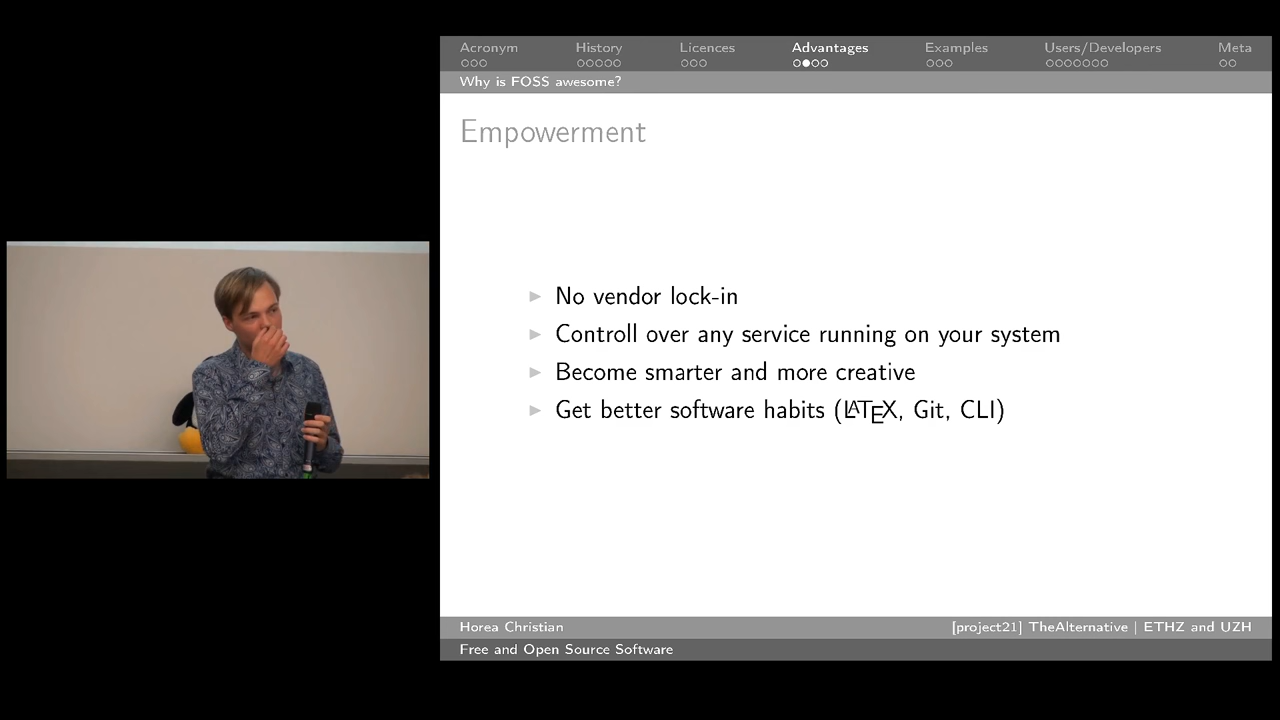 Acronym History Licences Advantages Examples Users/Developers Meta
Why is FOSS awesome?
Empowerment
No vendor lock-in
Controll over any service running on your system
Become smarter and more creative
Get better software habits (LATEX, Git, CLI)
Horea Christian [project21] TheAlternative | ETHZ and UZH
Free and Open Source Software